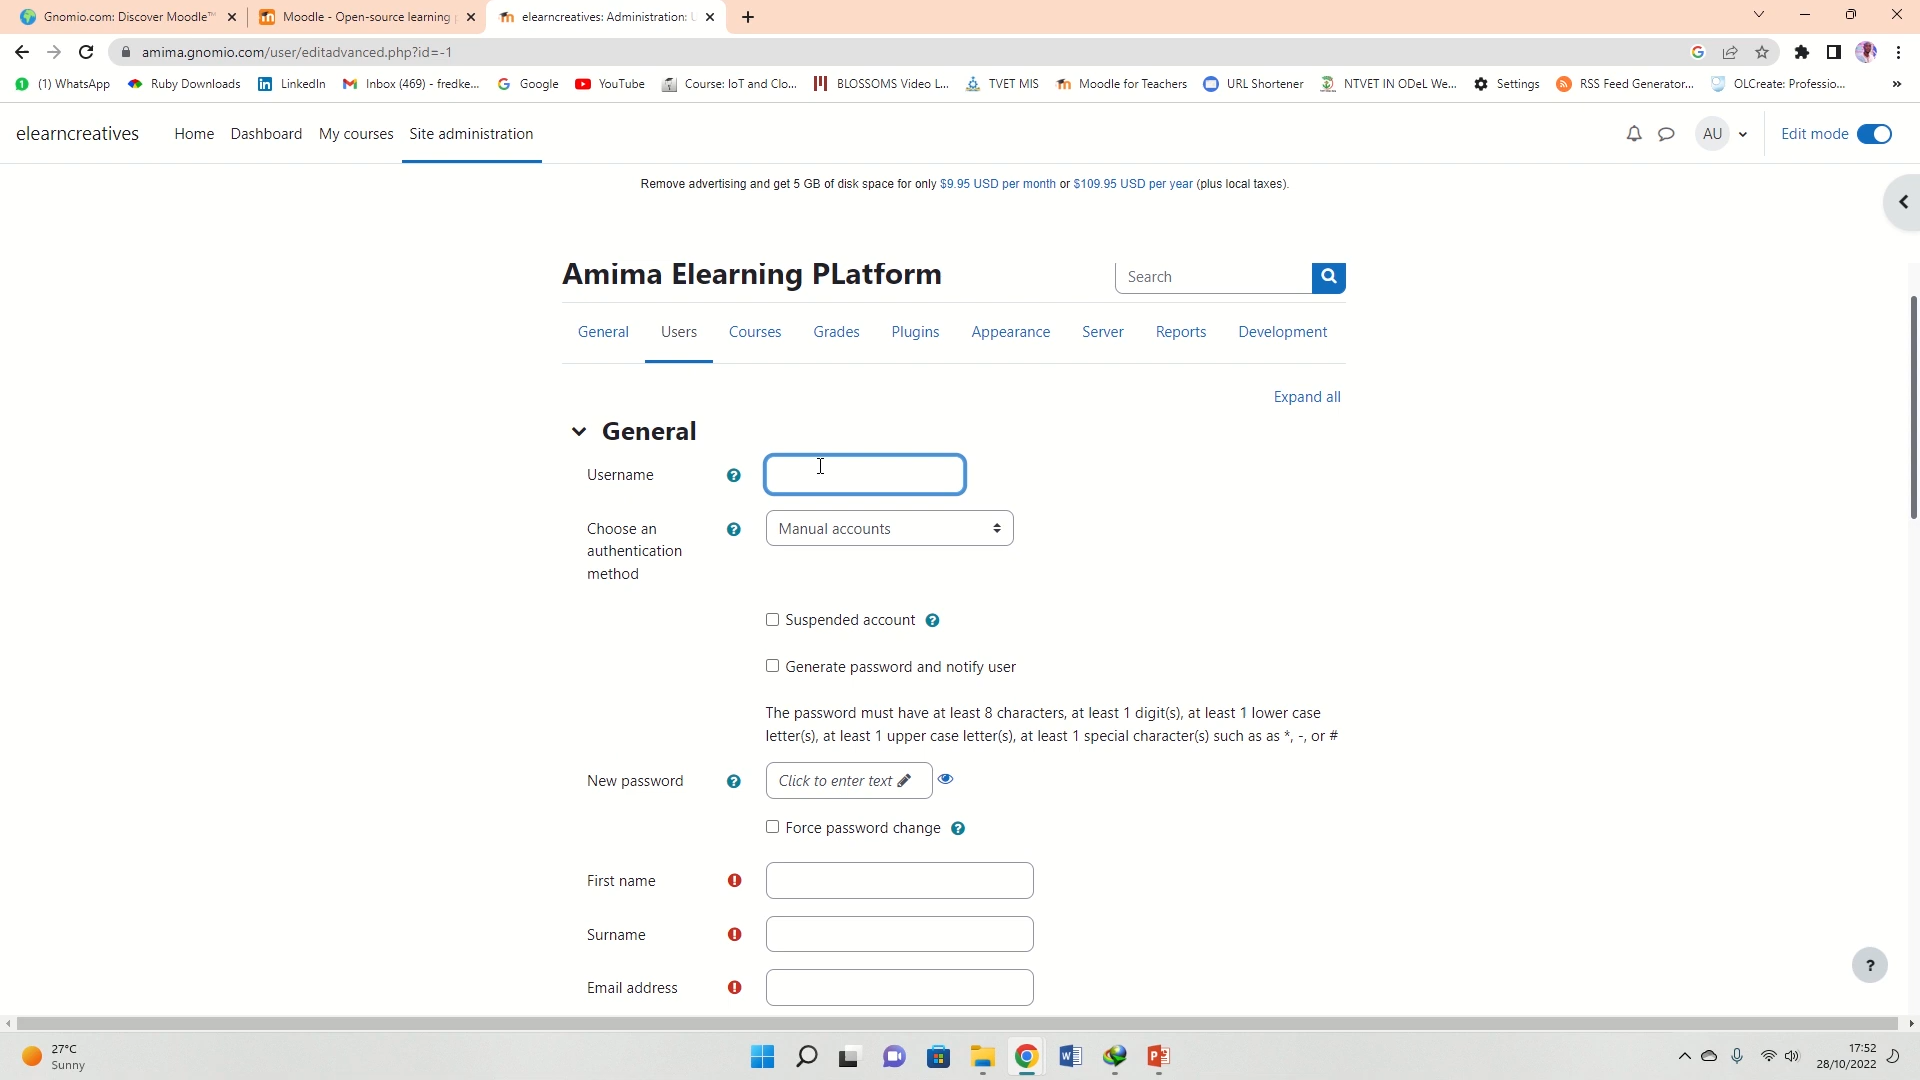 Gnomio.com: Discover Moodle™
Moodle - Open-source learning
elearncreatives: Administration: U
amima.gnomio.com/user/editadvanced.php?id=-1
(1) WhatsApp
Ruby Downloads
LinkedIn
Inbox (469) - fredke...
Google
YouTube
Course: IoT and Clo...
BLOSSOMS Video L...
TVET MIS
Moodle for Teachers
URL Shortener
NTVET IN ODeL We...
Settings
RSS Feed Generator...
OLCreate: Professio...
»
elearncreatives
Home
Dashboard
My courses
Site administration
AU
Edit mode
Remove advertising and get 5 GB of disk space for only $9.95 USD per month or $109.95 USD per year (plus local taxes).
Amima Elearning PLatform
Search
General
Users
Courses
Grades
Plugins
Appearance
Server
Reports
Development
Expand all
General
Username
Choose an
authentication
method
Manual accounts
Suspended account
Generate password and notify user
The password must have at least 8 characters, at least 1 digit(s), at least 1 lower case
letter(s), at least 1 upper case letter(s), at least 1 special character(s) such as as *, -, or #
New password
Click to enter text
Force password change
First name
Surname
Email address
?
27°C
Sunny
17:52
28/10/2022